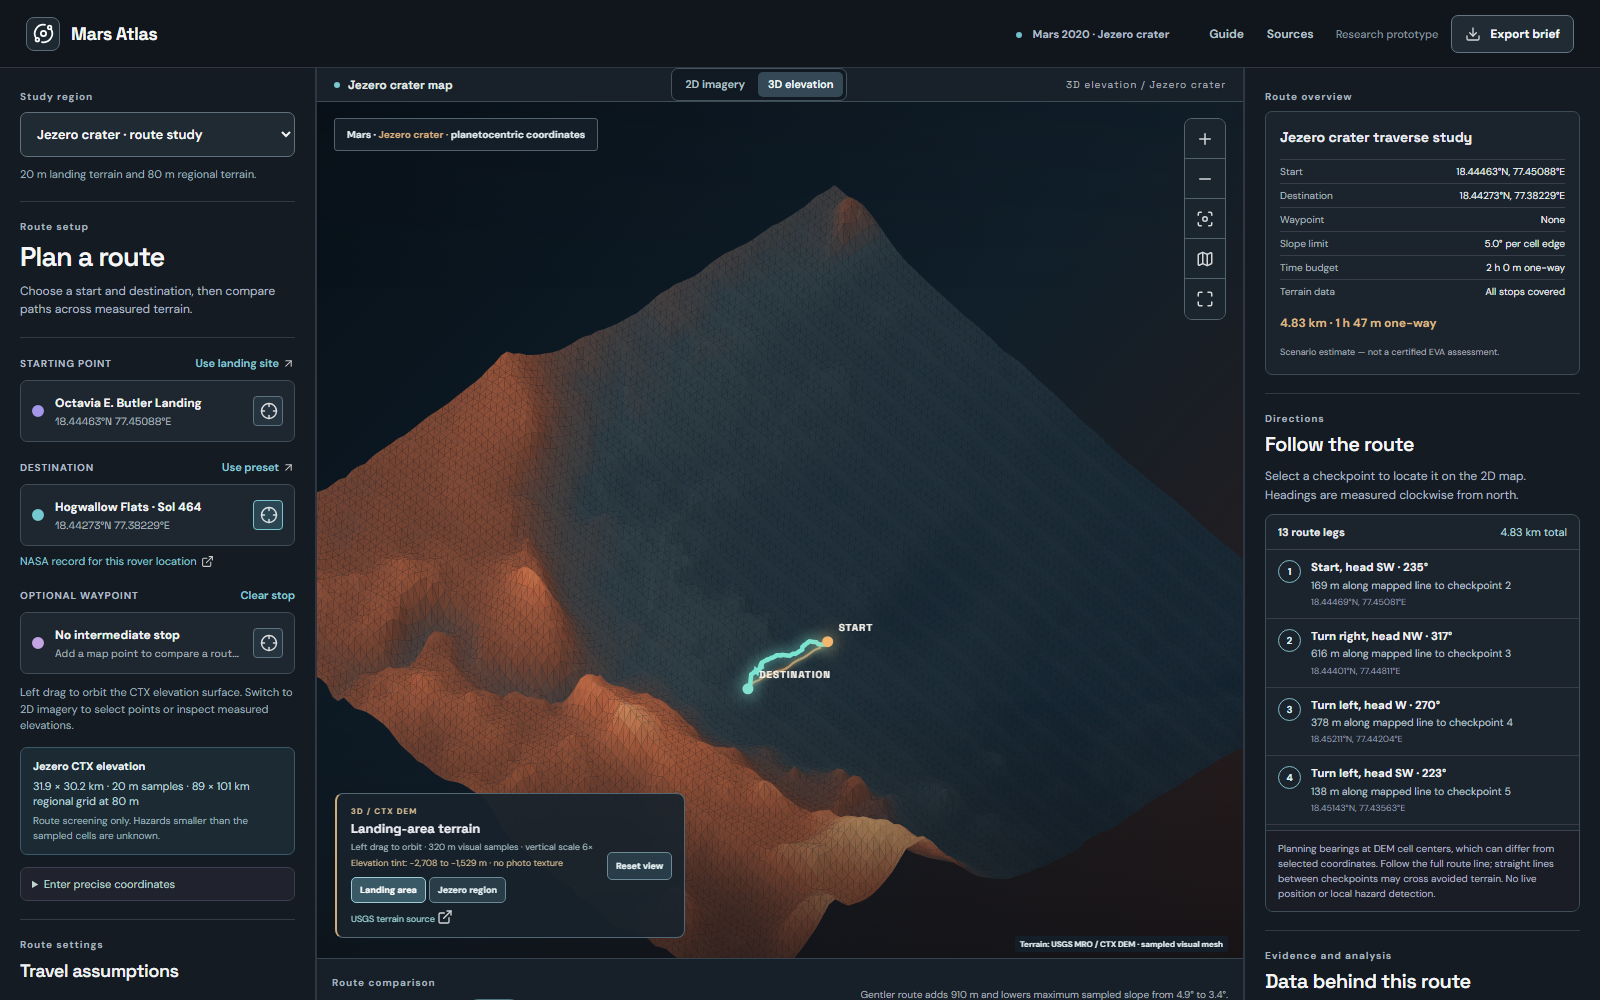 Mars Atlas
Mars 2020 · Jezero crater
Guide
Sources
Research prototype
Export brief
Study region
Jezero crater · route study
20 m landing terrain and 80 m regional terrain.
Route setup
Plan a route
Choose a start and destination, then compare
paths across measured terrain.
STARTING POINT
Use landing site
Octavia E. Butler Landing
18.44463°N 77.45088°E
DESTINATION
Use preset
Hogwallow Flats · Sol 464
18.44273°N 77.38229°E
NASA record for this rover location
OPTIONAL WAYPOINT
Clear stop
No intermediate stop
Add a map point to compare a rout...
Left drag to orbit the CTX elevation surface. Switch to
2D imagery to select points or inspect measured
elevations.
Jezero CTX elevation
31.9 × 30.2 km · 20 m samples · 89 × 101 km
regional grid at 80 m
Route screening only. Hazards smaller than the
sampled cells are unknown.
Enter precise coordinates
Route settings
Travel assumptions
Jezero crater map
2D imagery
3D elevation
3D elevation / Jezero crater
Mars · Jezero crater · planetocentric coordinates
START
DESTINATION
3D / CTX DEM
Landing-area terrain
Left drag to orbit · 320 m visual samples · vertical scale 6×
Elevation tint: −2,708 to −1,529 m · no photo texture
Reset view
Landing area
Jezero region
USGS terrain source
Terrain: USGS MRO / CTX DEM · sampled visual mesh
Route comparison
Gentler route adds 910 m and lowers maximum sampled slope from 4.9° to 3.4°.
Route overview
Jezero crater traverse study
Start
18.44463°N, 77.45088°E
Destination
18.44273°N, 77.38229°E
Waypoint
None
Slope limit
5.0° per cell edge
Time budget
2 h 0 m one-way
Terrain data
All stops covered
4.83 km · 1 h 47 m one-way
Scenario estimate — not a certified EVA assessment.
Directions
Follow the route
Select a checkpoint to locate it on the 2D map.
Headings are measured clockwise from north.
13 route legs
4.83 km total
1
Start, head SW · 235°
169 m along mapped line to checkpoint 2
18.44469°N, 77.45081°E
2
Turn right, head NW · 317°
616 m along mapped line to checkpoint 3
18.44401°N, 77.44811°E
3
Turn left, head W · 270°
378 m along mapped line to checkpoint 4
18.45211°N, 77.44204°E
4
Turn left, head SW · 223°
138 m along mapped line to checkpoint 5
18.45143°N, 77.43563°E
Planning bearings at DEM cell centers, which can differ from
selected coordinates. Follow the full route line; straight lines
between checkpoints may cross avoided terrain. No live
position or local hazard detection.
Evidence and analysis
Data behind this route